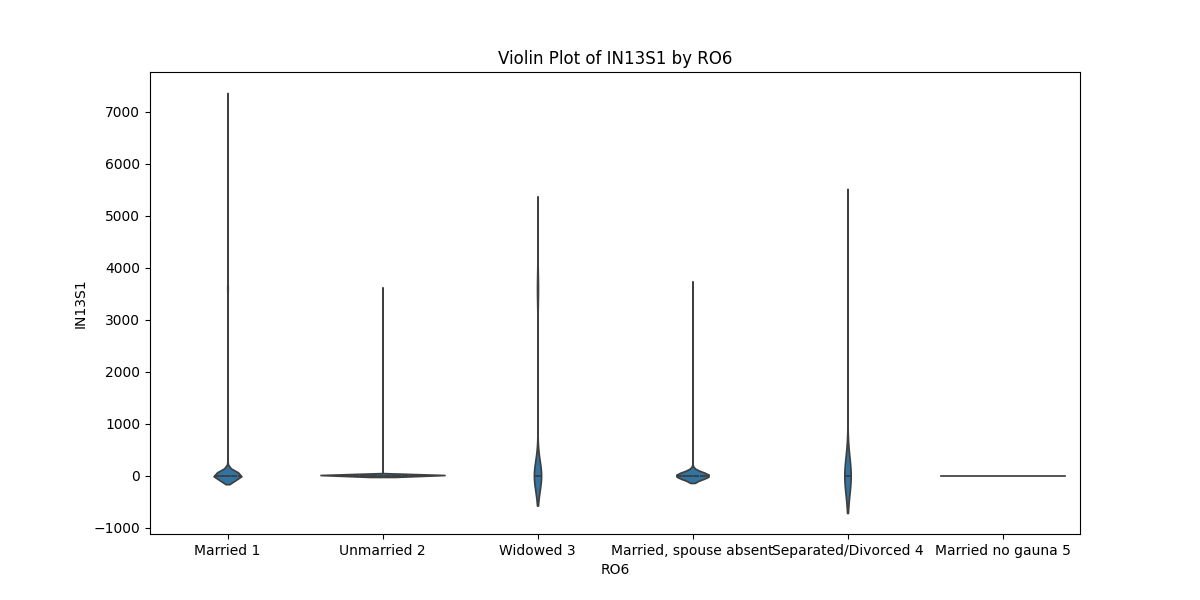 Violin Plot of IN13S1 by RO6
7000
6000
5000
4000
3000
2000
1000
0
−1000
IN13S1
Married 1
Unmarried 2
Widowed 3
Married, spouse absent
Separated/Divorced 4
Married no gauna 5
RO6